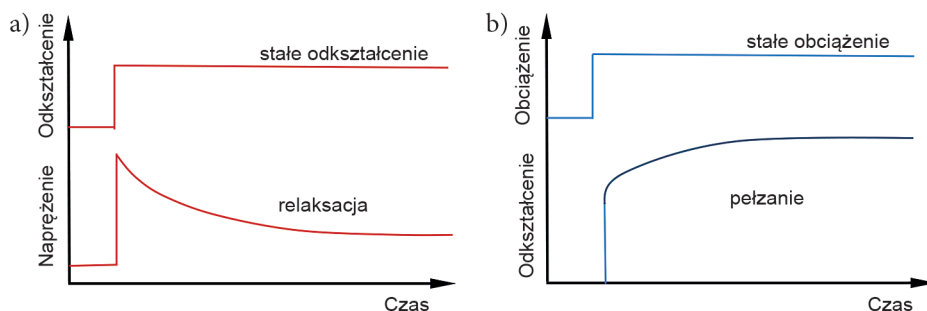 a)
Odkształcenie
stałe odkształcenie
Naprężenie
relaksacja
Czas
b)
Obciążenie
stałe obciążenie
Odkształcenie
pełzanie
Czas